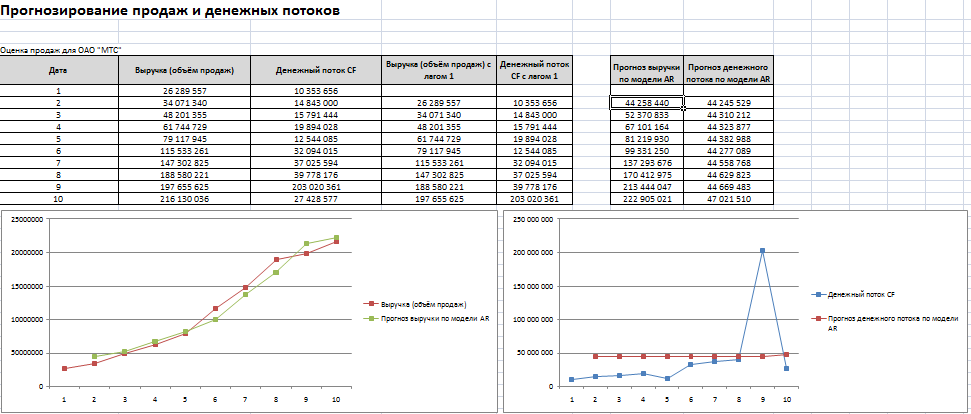 Прогнозирование продаж и денежных потоков
Оценка продаж для ОАО "МТС"
Дата Выручка (объём продаж) Денежный поток CF Выручка (объём продаж) с лагом 1 Денежный поток CF с лагом 1 Прогноз выручки по модели AR Прогноз денежного потока по модели AR
1 26 289 557 10 353 656
2 34 071 340 14 843 000 26 289 557 10 353 656 44 258 440 44 245 529
3 48 201 355 15 791 444 34 071 340 14 843 000 52 370 833 44 310 212
4 61 744 729 19 894 028 48 201 355 15 791 444 67 101 164 44 323 877
5 79 117 945 12 544 085 61 744 729 19 894 028 81 219 930 44 382 988
6 115 533 261 32 094 015 79 117 945 12 544 085 99 331 250 44 277 089
7 147 302 825 37 025 594 115 533 261 32 094 015 137 293 676 44 558 768
8 188 580 221 39 778 176 147 302 825 37 025 594 170 412 975 44 629 823
9 197 655 625 203 020 361 188 580 221 39 778 176 213 444 047 44 669 483
10 216 130 036 27 428 577 197 655 625 203 020 361 222 905 021 47 021 510
25000000
20000000
15000000
10000000
50000000
0
1 2 3 4 5 6 7 8 9 10
Выручка (объём продаж)
Прогноз выручки по модели AR
250 000 000
200 000 000
150 000 000
100 000 000
50 000 000
0
1 2 3 4 5 6 7 8 9 10
Денежный поток CF
Прогноз денежного потока по модели
AR